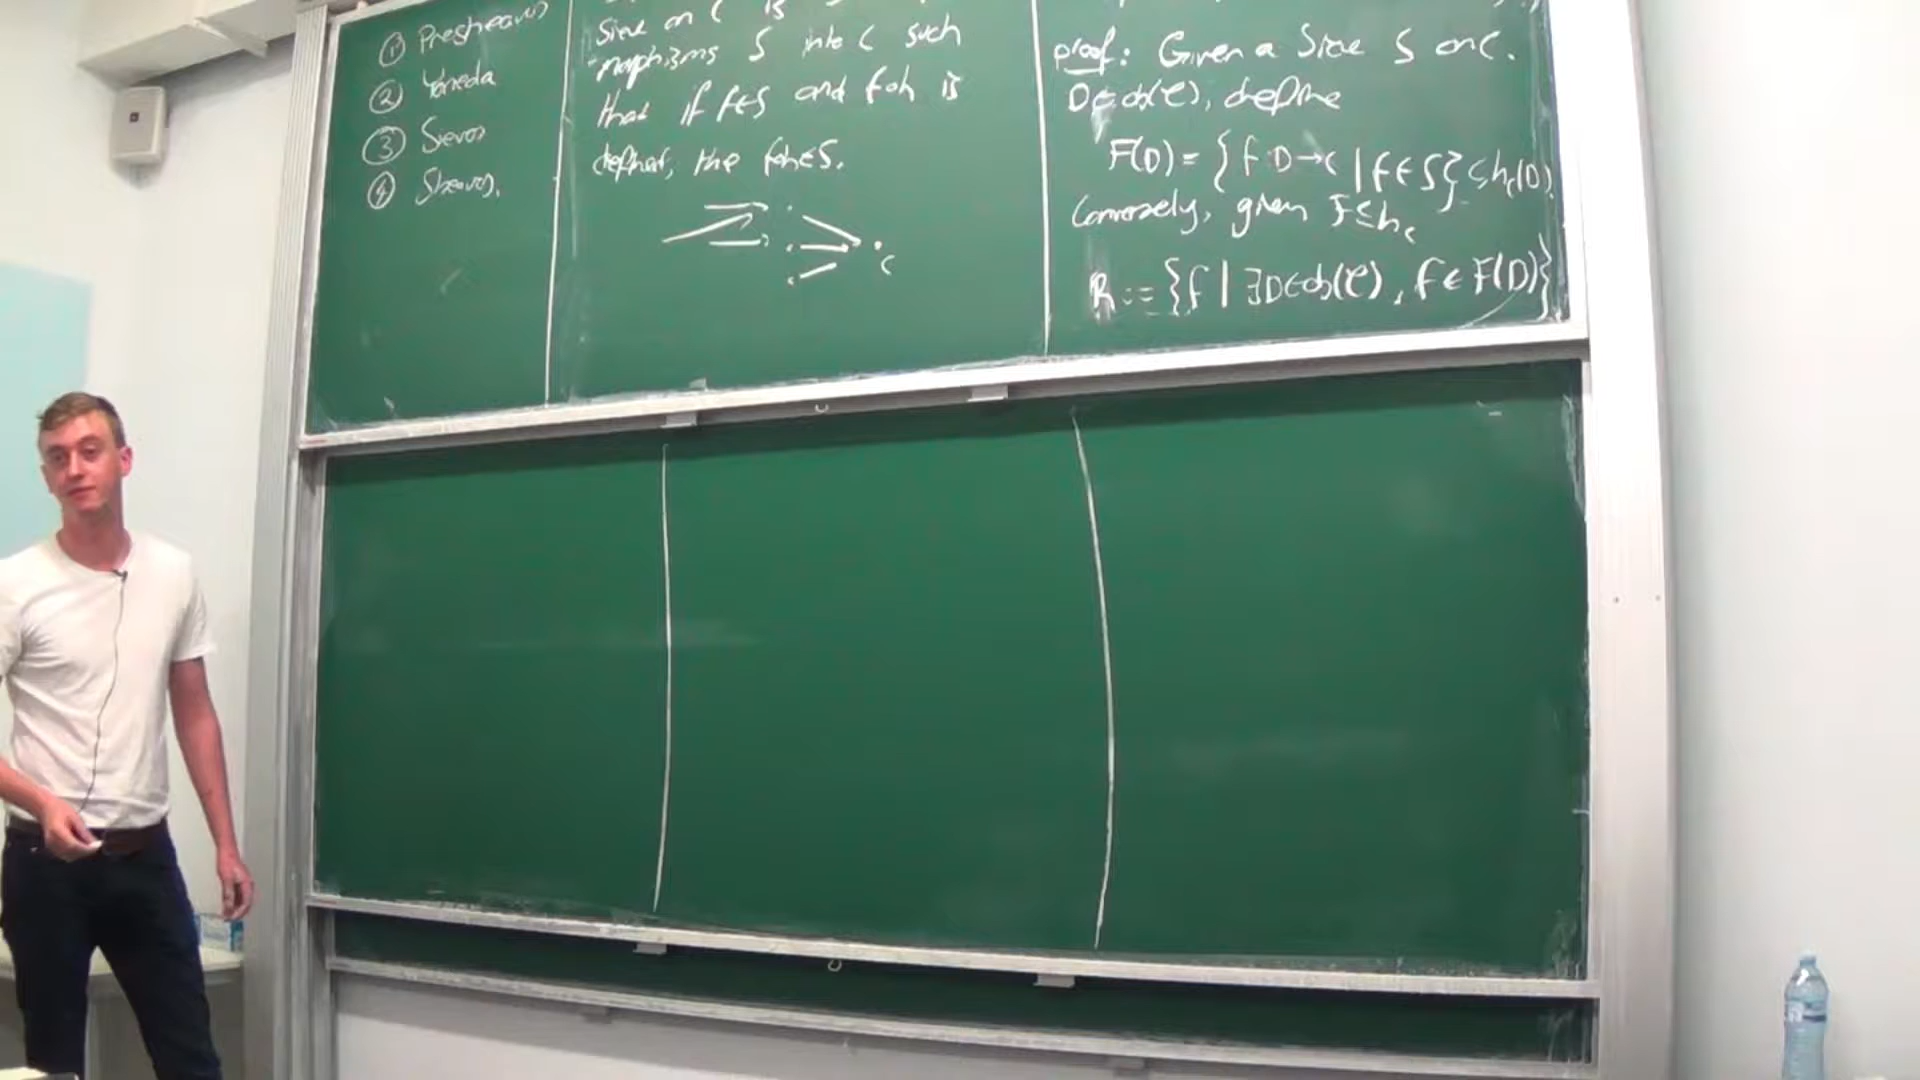 ① Presheaves
② Yoneda
③ Sieves
④ Sheaves.
Sieve on C is
morphisms S into C such
that if f∈S and f∘h is
defined, the f∘h∈S.
C
proof: Given a Sieve S on C.
D∈ob(𝒞), define
F(D) = {f: D→C | f∈S} ⊆ h_C(D)
Conversely, given F⊆h_C
R := {f | ∃D∈ob(𝒞), f∈F(D)}